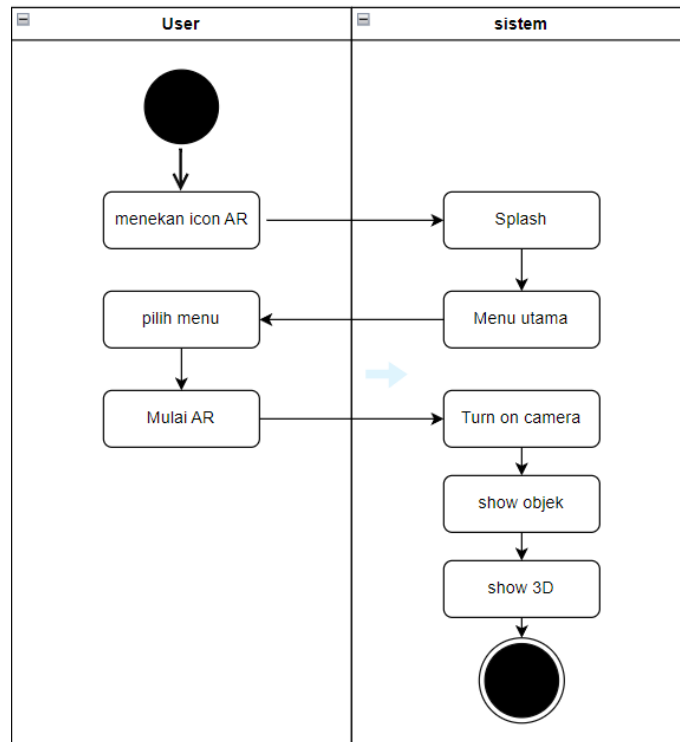 User
sistem
menekan icon AR
Splash
pilih menu
Menu utama
Mulai AR
Turn on camera
show objek
show 3D